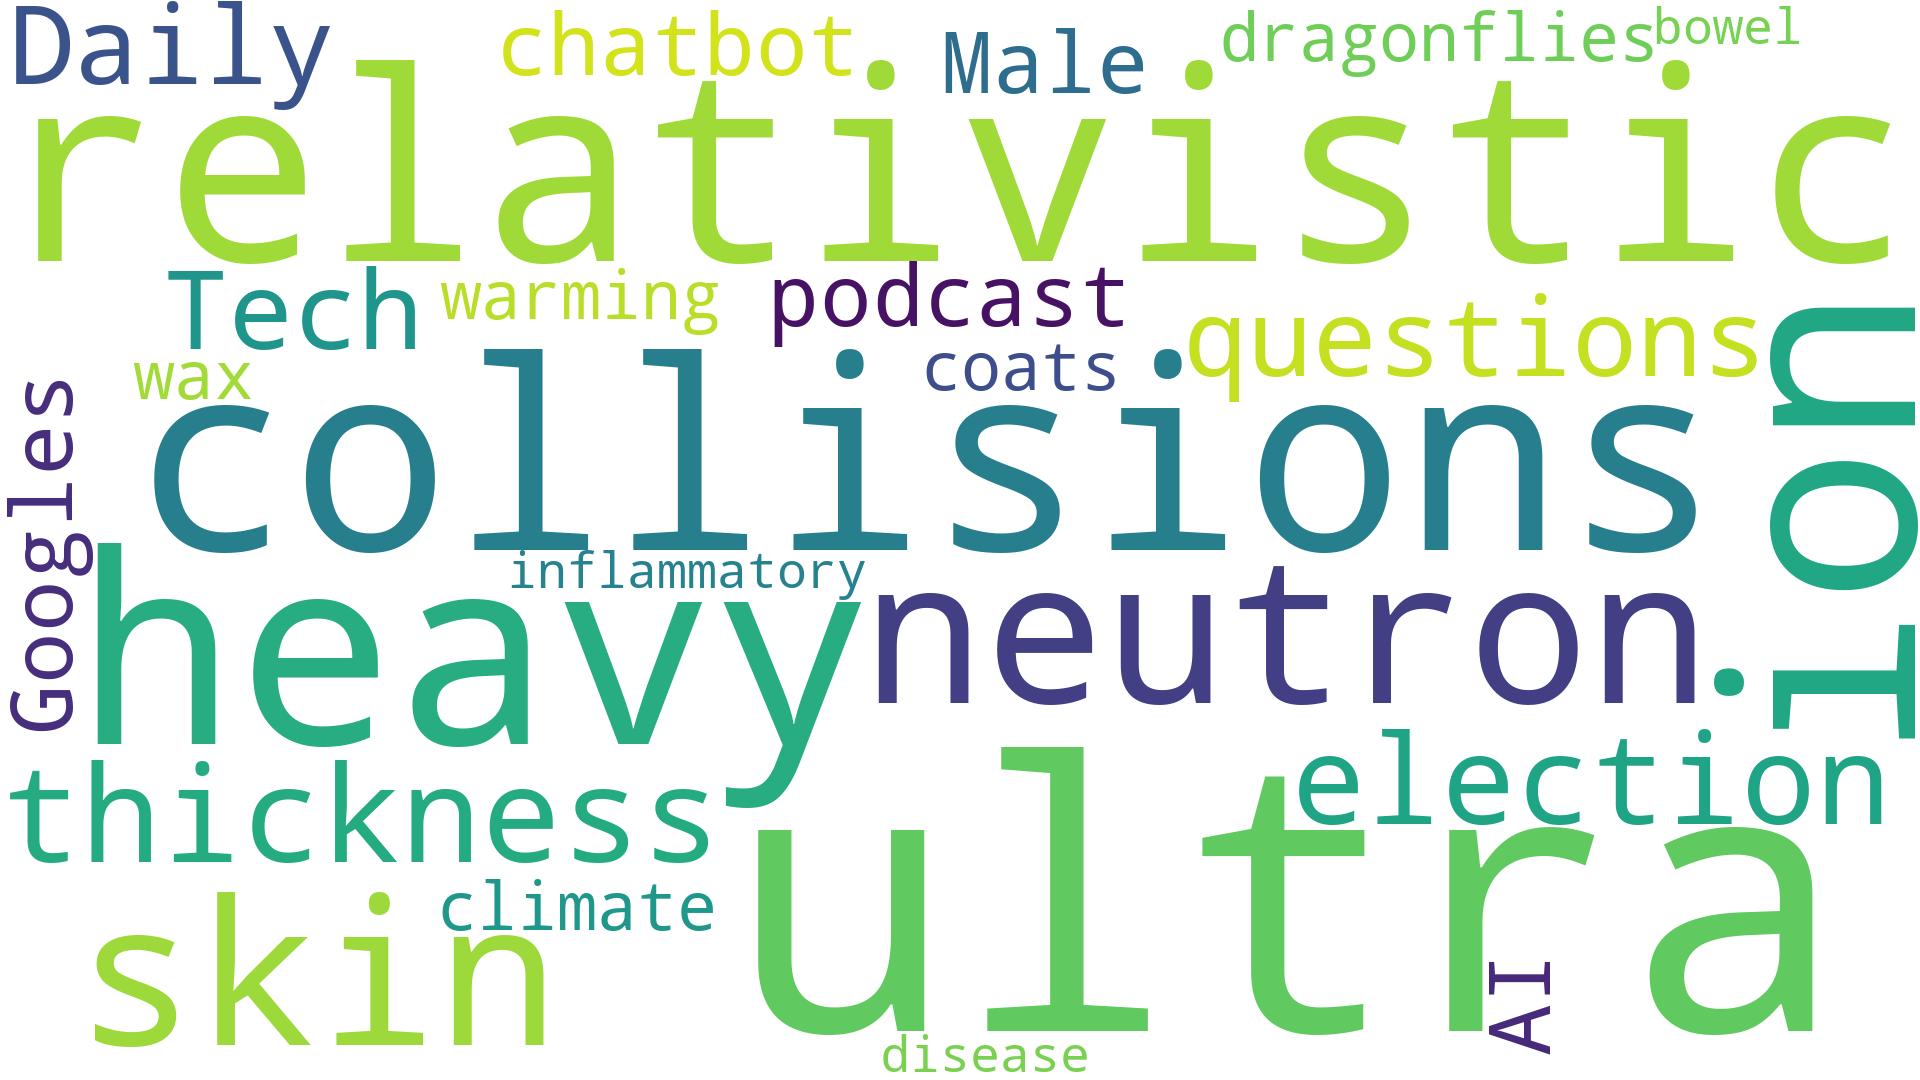 Daily
chatbot
Male
dragonflies
bowel
relativistic
Tech
warming
podcast
questions
wax
coats
collisions
ion
Googles
inflammatory
heavy
neutron
thickness
election
climate
skin
ultra
AI
disease